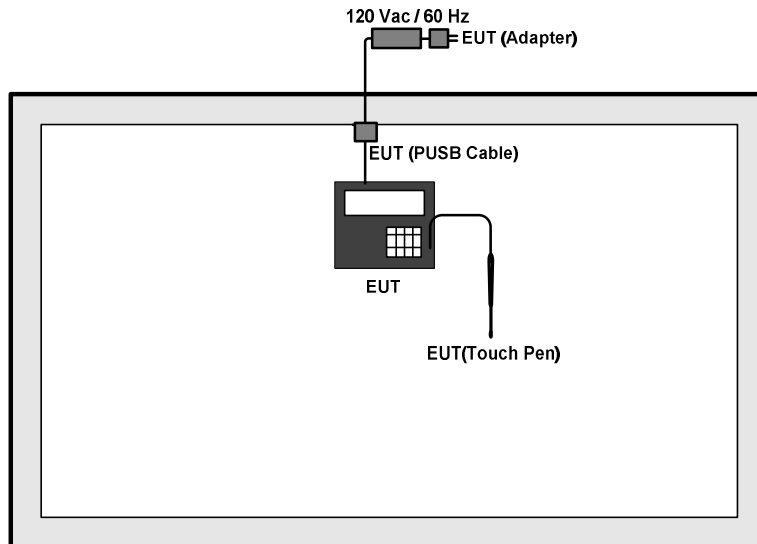 120 Vac / 60 Hz
EUT (Adapter)
EUT (PUSB Cable)
EUT
EUT(Touch Pen)